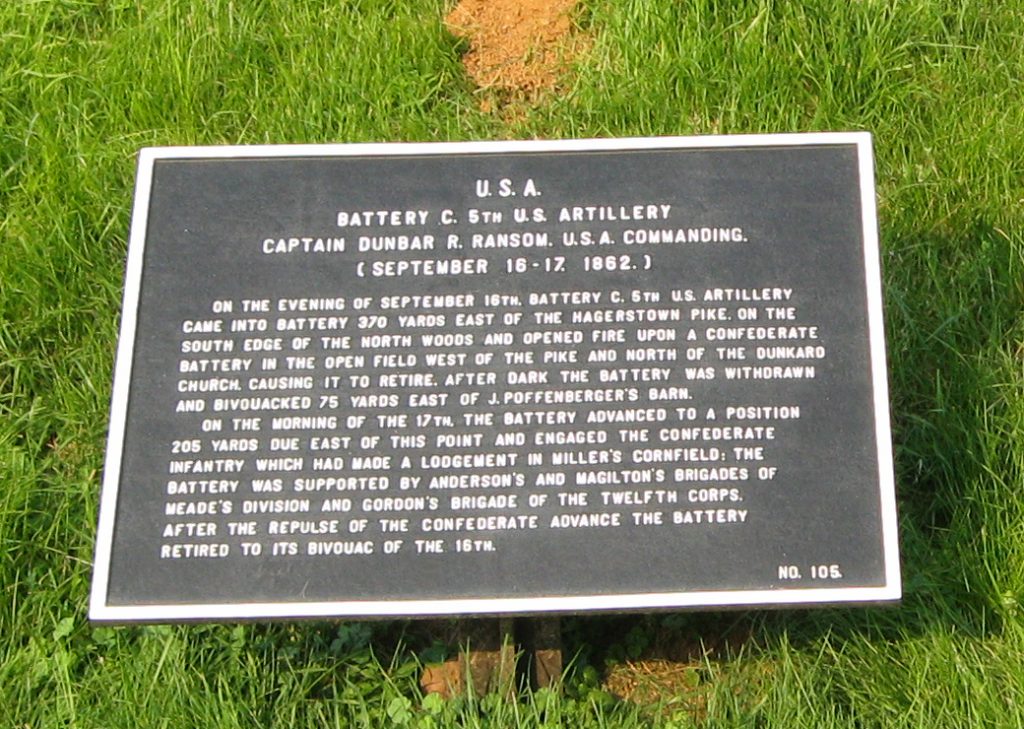 U.S.A.
BATTERY C. 5TH U.S. ARTILLERY
CAPTAIN DUNBAR R. RANSOM. U.S.A. COMMANDING.
(SEPTEMBER 16-17, 1862.)
ON THE EVENING OF SEPTEMBER 16TH, BATTERY C. 5TH U.S. ARTILLERY
CAME INTO BATTERY 370 YARDS EAST OF THE HAGERSTOWN PIKE, ON THE
SOUTH EDGE OF THE NORTH WOODS AND OPENED FIRE UPON A CONFEDERATE
BATTERY IN THE OPEN FIELD WEST OF THE PIKE AND NORTH OF THE DUNKARD
CHURCH, CAUSING IT TO RETIRE. AFTER DARK THE BATTERY WAS WITHDRAWN
AND BIVOUACKED 75 YARDS EAST OF J. POFFENBERGER'S BARN.
ON THE MORNING OF THE 17TH, THE BATTERY ADVANCED TO A POSITION
205 YARDS DUE EAST OF THIS POINT AND ENGAGED THE CONFEDERATE
INFANTRY WHICH HAD MADE A LODGEMENT IN MILLER'S CORNFIELD: THE
BATTERY WAS SUPPORTED BY ANDERSON'S AND MAGILTON'S BRIGADES OF
MEADE'S DIVISION AND GORDON'S BRIGADE OF THE TWELFTH CORPS.
AFTER THE REPULSE OF THE CONFEDERATE ADVANCE THE BATTERY
RETIRED TO ITS BIVOUAC OF THE 16TH.
NO. 105.